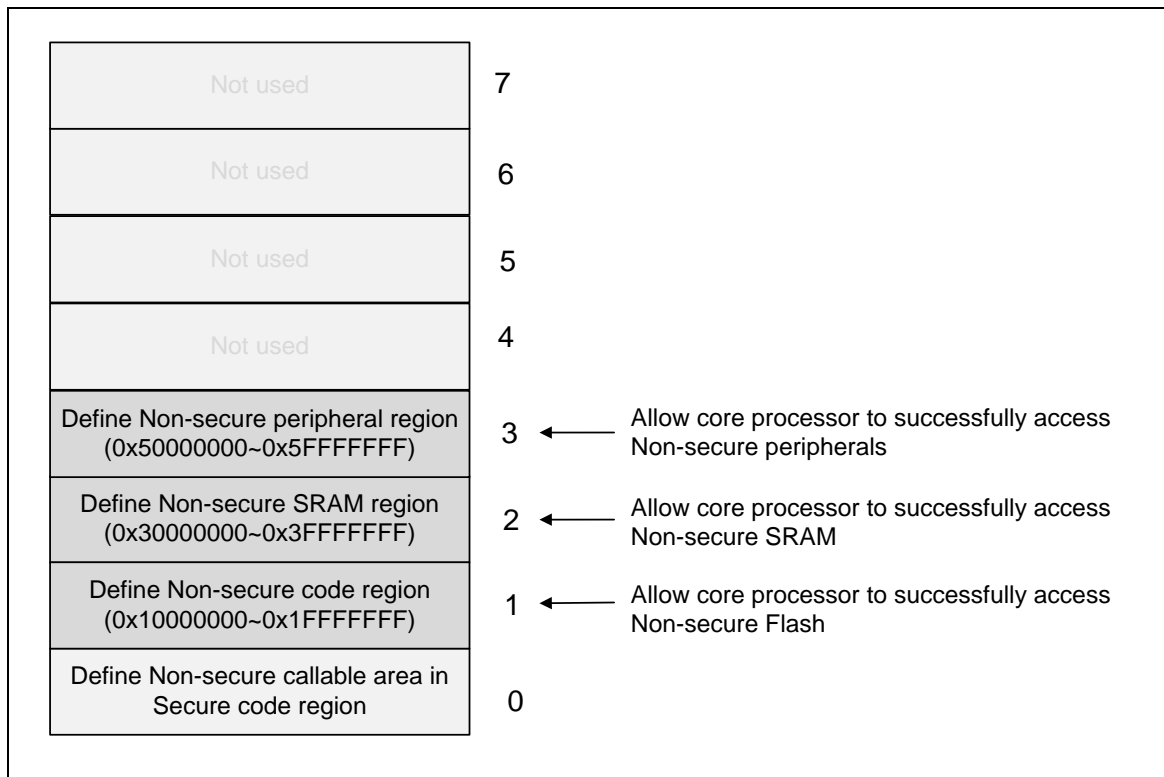 Not used
7
Not used
6
Not used
5
Not used
4
Define Non-secure peripheral region
(0x50000000~0x5FFFFFFF)
3
Allow core processor to successfully access
Non-secure peripherals
Define Non-secure SRAM region
(0x30000000~0x3FFFFFFF)
2
Allow core processor to successfully access
Non-secure SRAM
Define Non-secure code region
(0x10000000~0x1FFFFFFF)
1
Allow core processor to successfully access
Non-secure Flash
Define Non-secure callable area in
Secure code region
0